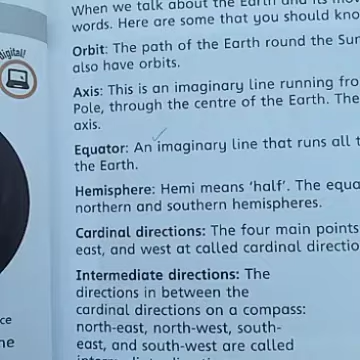 When we talk about the Earth and its mov
words. Here are some that you should kno
Orbit: The path of the Earth round the Sun
also have orbits.
Axis: This is an imaginary line running fro
Pole, through the centre of the Earth. The
axis.
Equator: An imaginary line that runs all t
the Earth.
Hemisphere: Hemi means 'half'. The equa
northern and southern hemispheres.
Cardinal directions: The four main points
east, and west at called cardinal directio
Intermediate directions: The
directions in between the
cardinal directions on a compass:
north-east, north-west, south-
east, and south-west are called
digital!
ce
he